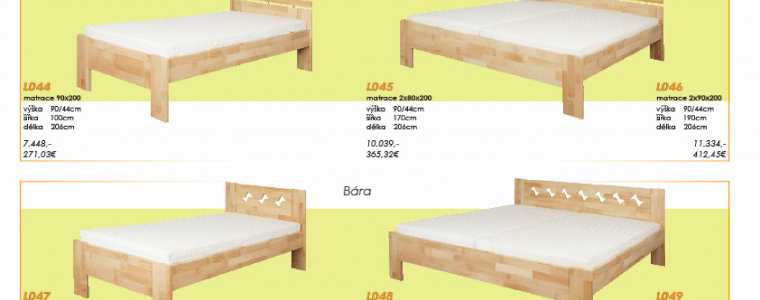 L044 L045 L046
matrace 90x200 matrace 2x80x200 matrace 2x90x200
výška 90/44cm výška 90/44cm výška 90/44cm
šířka 100cm šířka 170cm šířka 190cm
délka 206cm délka 206cm délka 206cm
7.448,- 10.039,- 11.334,-
271,03€ 365,32€ 412,45€
Bára
L047 L048 L049